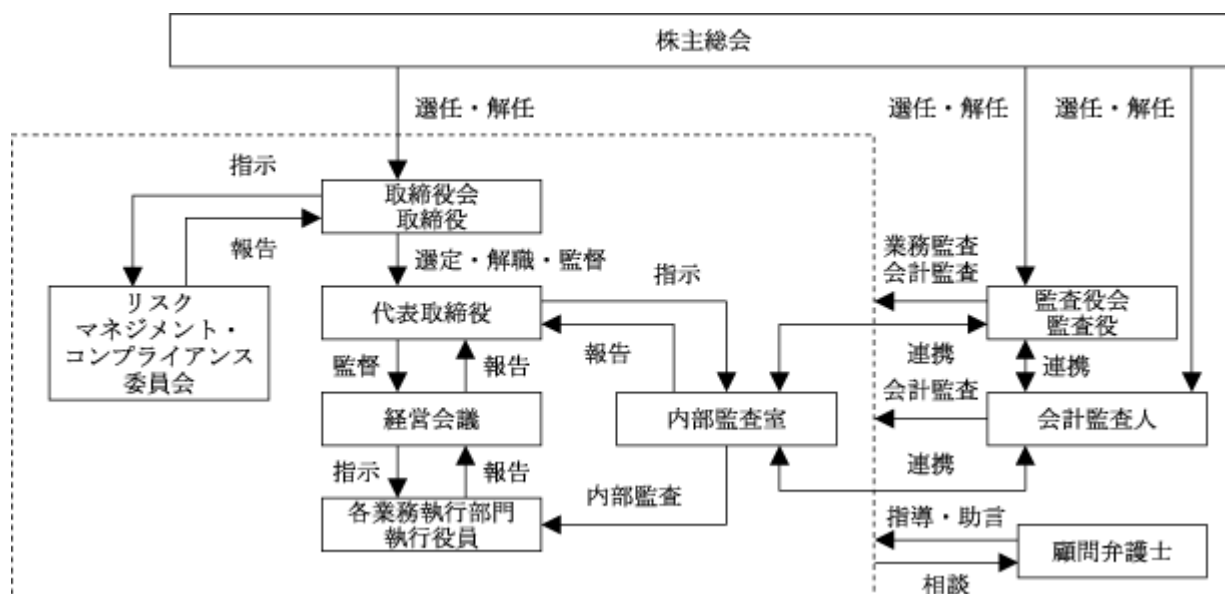 株主総会
選任・解任
選任・解任
選任・解任
指示
取締役会
取締役
報告
選定・解職・監督
業務監査
会計監査
指示
リスク
マネジメント・
コンプライアンス
委員会
代表取締役
監査役会
監査役
監督
報告
報告
連携
連携
会計監査
経営会議
内部監査室
会計監査人
指示
報告
連携
内部監査
各業務執行部門
執行役員
指導・助言
顧問弁護士
相談